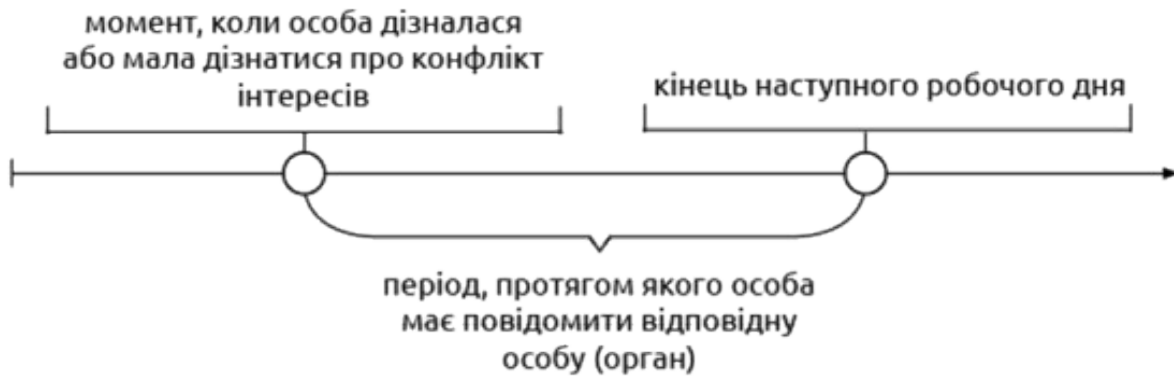 момент, коли особа дізналася
або мала дізнатися про конфлікт
інтересів
кінець наступного робочого дня
період, протягом якого особа
має повідомити відповідну
особу (орган)